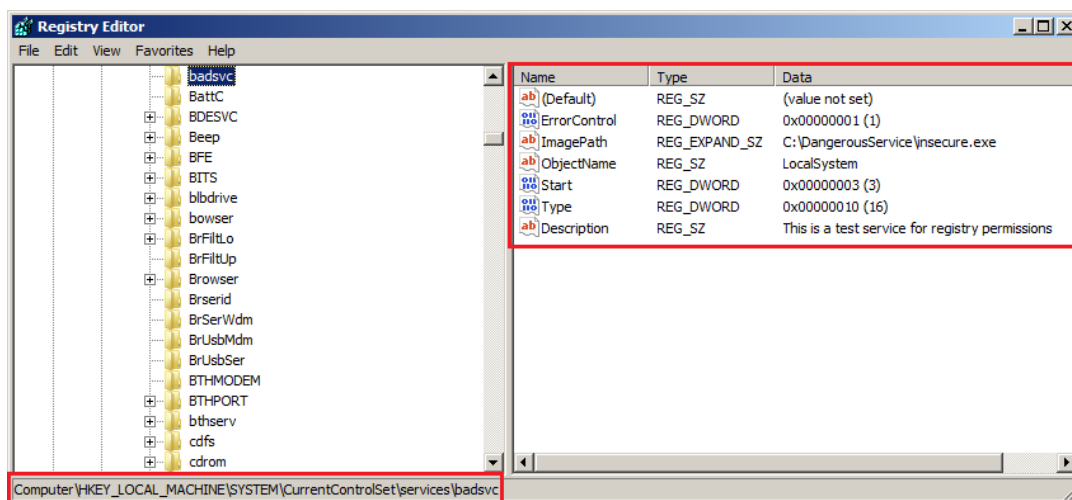 Registry Editor
File Edit View Favorites Help
badsvc
BattC
BDESVC
Beep
BFE
BITS
blbdrive
bowser
BrFiltLo
BrFiltUp
Browser
Brserid
BrSerWdm
BrUsbMdm
BrUsbSer
BTHMODEM
BTHPORT
bthserv
cdfs
cdrom
Name Type Data
(Default) REG_SZ (value not set)
ErrorControl REG_DWORD 0x00000001 (1)
ImagePath REG_EXPAND_SZ C:\DangerousService\insecure.exe
ObjectName REG_SZ LocalSystem
Start REG_DWORD 0x00000003 (3)
Type REG_DWORD 0x00000010 (16)
Description REG_SZ This is a test service for registry permissions
Computer\HKEY_LOCAL_MACHINE\SYSTEM\CurrentControlSet\services\badsvc